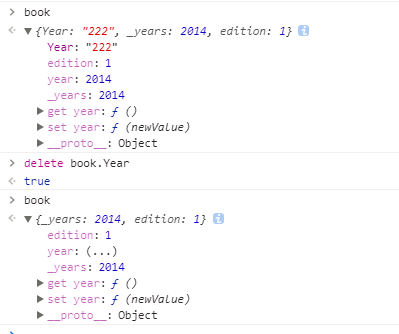 > book
<· ▼ {Year: "222", _years: 2014, edition: 1} i
Year: "222"
edition: 1
year: 2014
_years: 2014
▶ get year: ƒ ()
▶ set year: ƒ (newValue)
▶ __proto__: Object
> delete book.Year
<· true
> book
<· ▼ {_years: 2014, edition: 1} i
edition: 1
year: (...)
_years: 2014
▶ get year: ƒ ()
▶ set year: ƒ (newValue)
▶ __proto__: Object